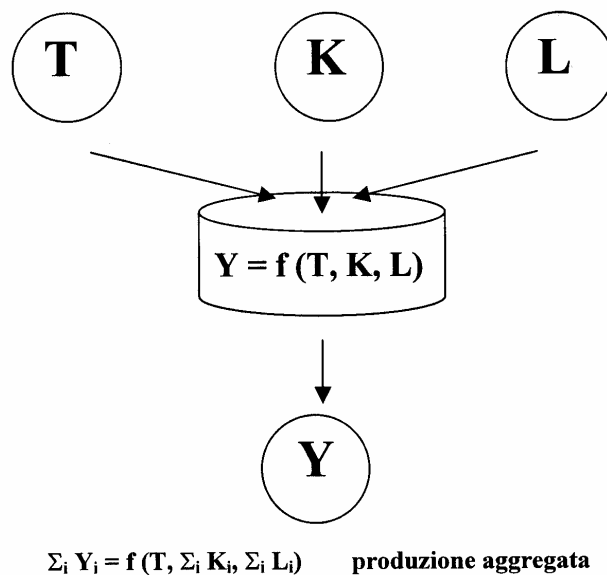 T K L
Y = f (T, K, L)
Y
Σi Yi = f (T, Σi Ki, Σi Li) produzione aggregata